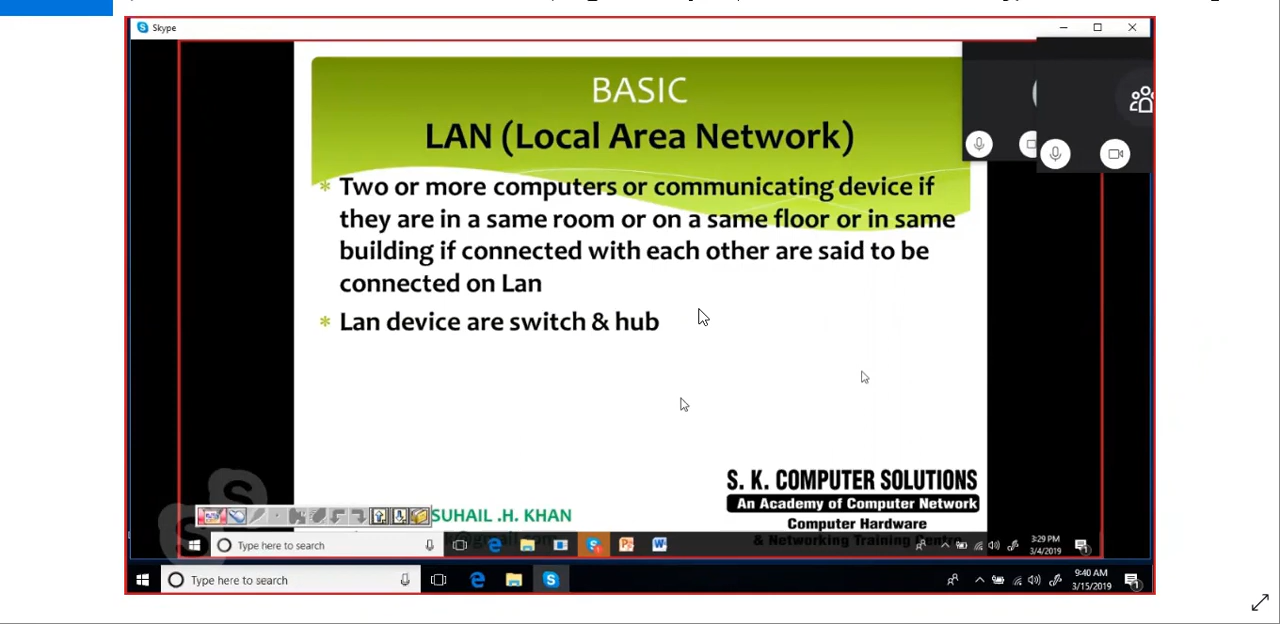 Skype
BASIC
LAN (Local Area Network)
* Two or more computers or communicating device if
they are in a same room or on a same floor or in same
building if connected with each other are said to be
connected on Lan
* Lan device are switch & hub
S. K. COMPUTER SOLUTIONS
An Academy of Computer Network
SUHAIL .H. KHAN
Computer Hardware
& Networking Training Centre
Type here to search
3:29 PM
3/4/2019
Type here to search
9:40 AM
3/15/2019